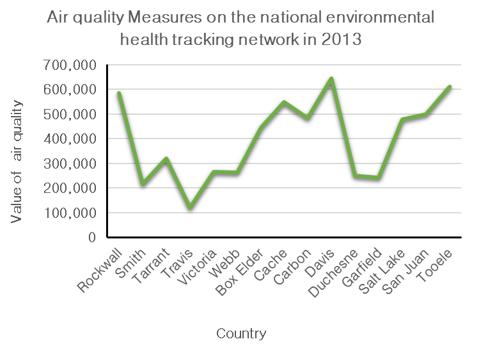 Air quality Measures on the national environmental
health tracking network in 2013
Value of air quality
700,000
600,000
500,000
400,000
300,000
200,000
100,000
0
Rockwall
Smith
Tarrant
Travis
Victoria
Webb
Box Elder
Cache
Carbon
Davis
Duchesne
Garfield
Salt Lake
San Juan
Tooele
Country